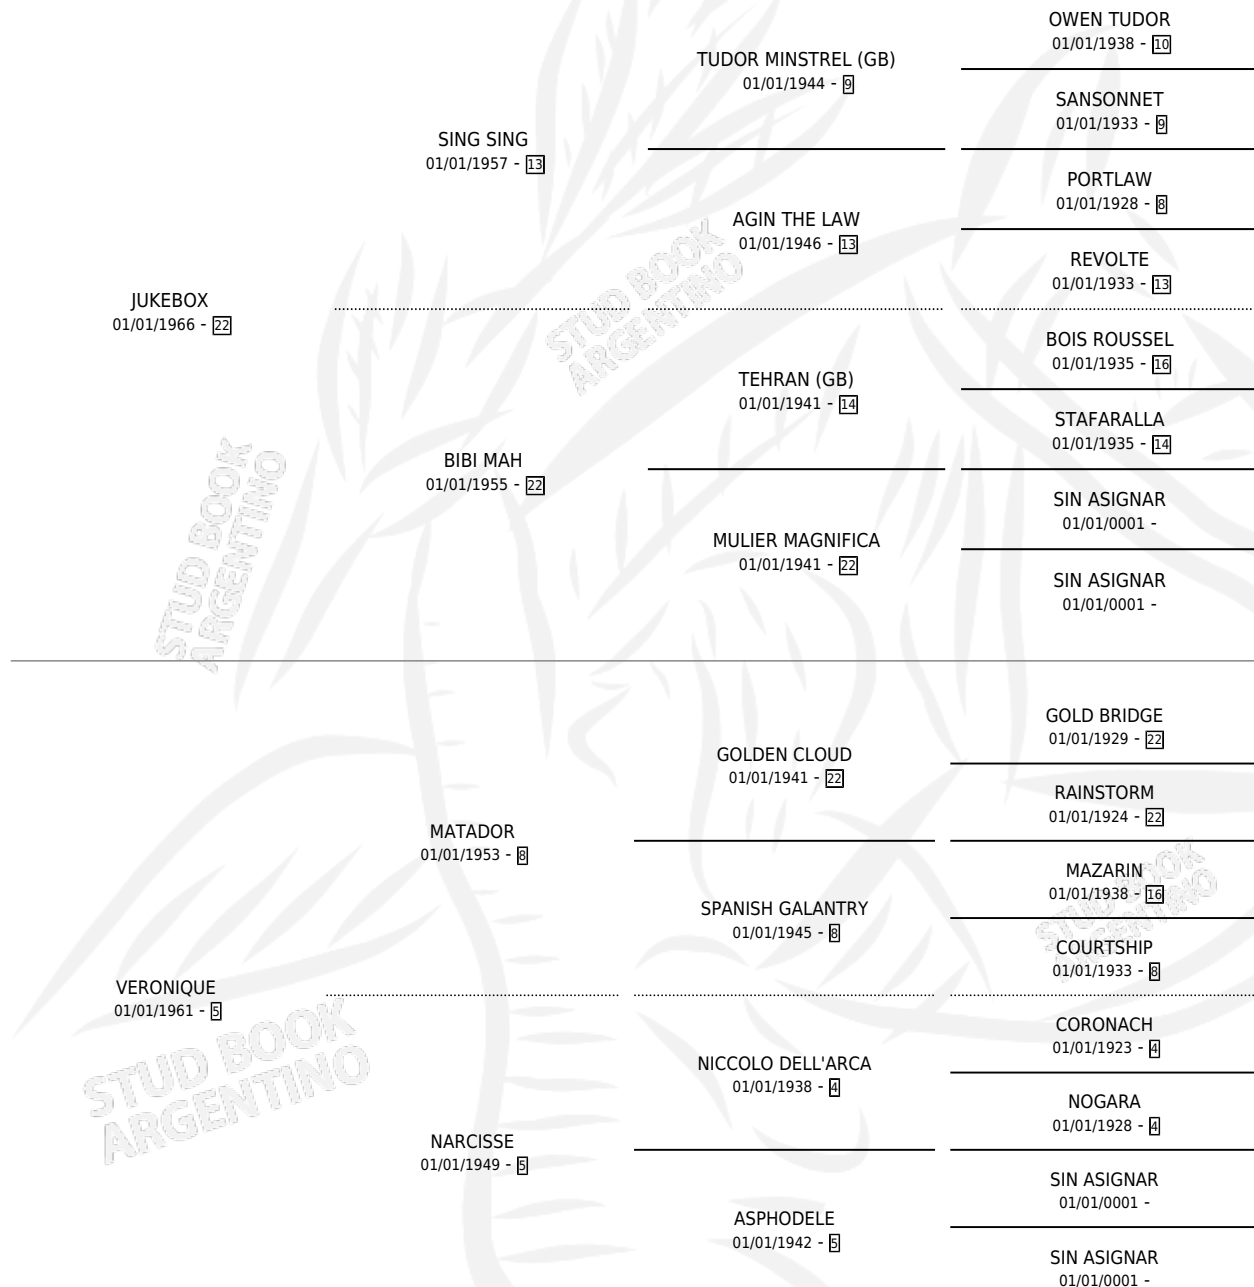 OWEN TUDOR
01/01/1938 - 10
TUDOR MINSTREL (GB)
01/01/1944 - 9
SANSONNET
01/01/1933 - 9
SING SING
01/01/1957 - 13
PORTLAW
01/01/1928 - 8
AGIN THE LAW
01/01/1946 - 13
REVOLTE
01/01/1933 - 13
JUKEBOX
01/01/1966 - 22
BOIS ROUSSEL
01/01/1935 - 16
TEHRAN (GB)
01/01/1941 - 14
STAFARALLA
01/01/1935 - 14
BIBI MAH
01/01/1955 - 22
SIN ASIGNAR
01/01/0001 -
MULIER MAGNIFICA
01/01/1941 - 22
SIN ASIGNAR
01/01/0001 -
GOLD BRIDGE
01/01/1929 - 22
GOLDEN CLOUD
01/01/1941 - 22
RAINSTORM
01/01/1924 - 22
MATADOR
01/01/1953 - 8
MAZARIN
01/01/1938 - 16
SPANISH GALANTRY
01/01/1945 - 8
COURTSHIP
01/01/1933 - 8
VERONIQUE
01/01/1961 - 5
CORONACH
01/01/1923 - 4
NICCOLO DELL'ARCA
01/01/1938 - 4
NOGARA
01/01/1928 - 4
NARCISSE
01/01/1949 - 5
SIN ASIGNAR
01/01/0001 -
ASPHODELE
01/01/1942 - 5
SIN ASIGNAR
01/01/0001 -
STUD BOOK
ARGENTINO
STUD BOOK
ARGENTINO
STUD BOOK
ARGENTINO
STUD BOOK
ARGENTINO